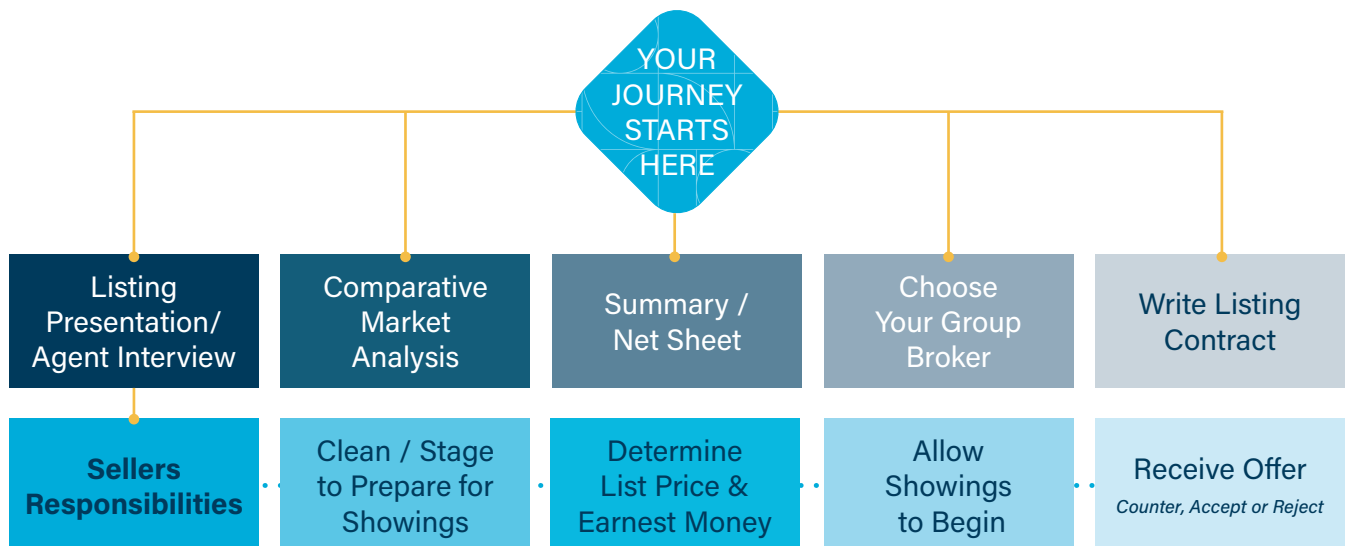 YOUR
JOURNEY
STARTS
HERE
Listing
Presentation/
Agent Interview
Comparative
Market
Analysis
Summary /
Net Sheet
Choose
Your Group
Broker
Write Listing
Contract
Sellers
Responsibilities
Clean / Stage
to Prepare for
Showings
Determine
List Price &
Earnest Money
Allow
Showings
to Begin
Receive Offer
Counter, Accept or Reject